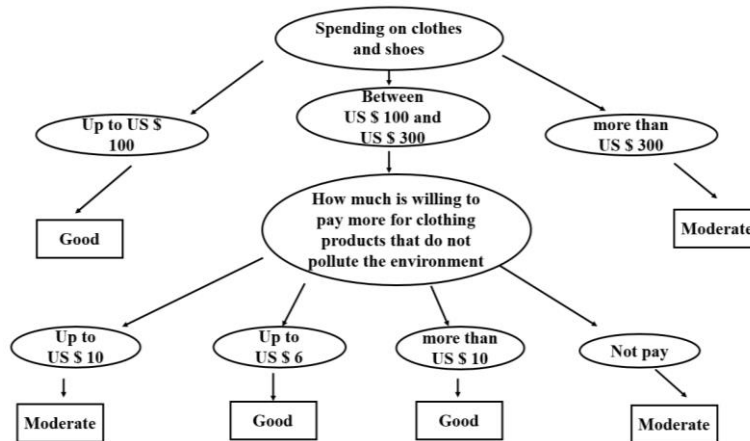 Spending on clothes
and shoes
Up to US $
100
Between
US $ 100 and
US $ 300
more than
US $ 300
Good
How much is willing to
pay more for clothing
products that do not
pollute the environment
Moderate
Up to
US $ 10
Up to
US $ 6
more than
US $ 10
Not pay
Moderate
Good
Good
Moderate